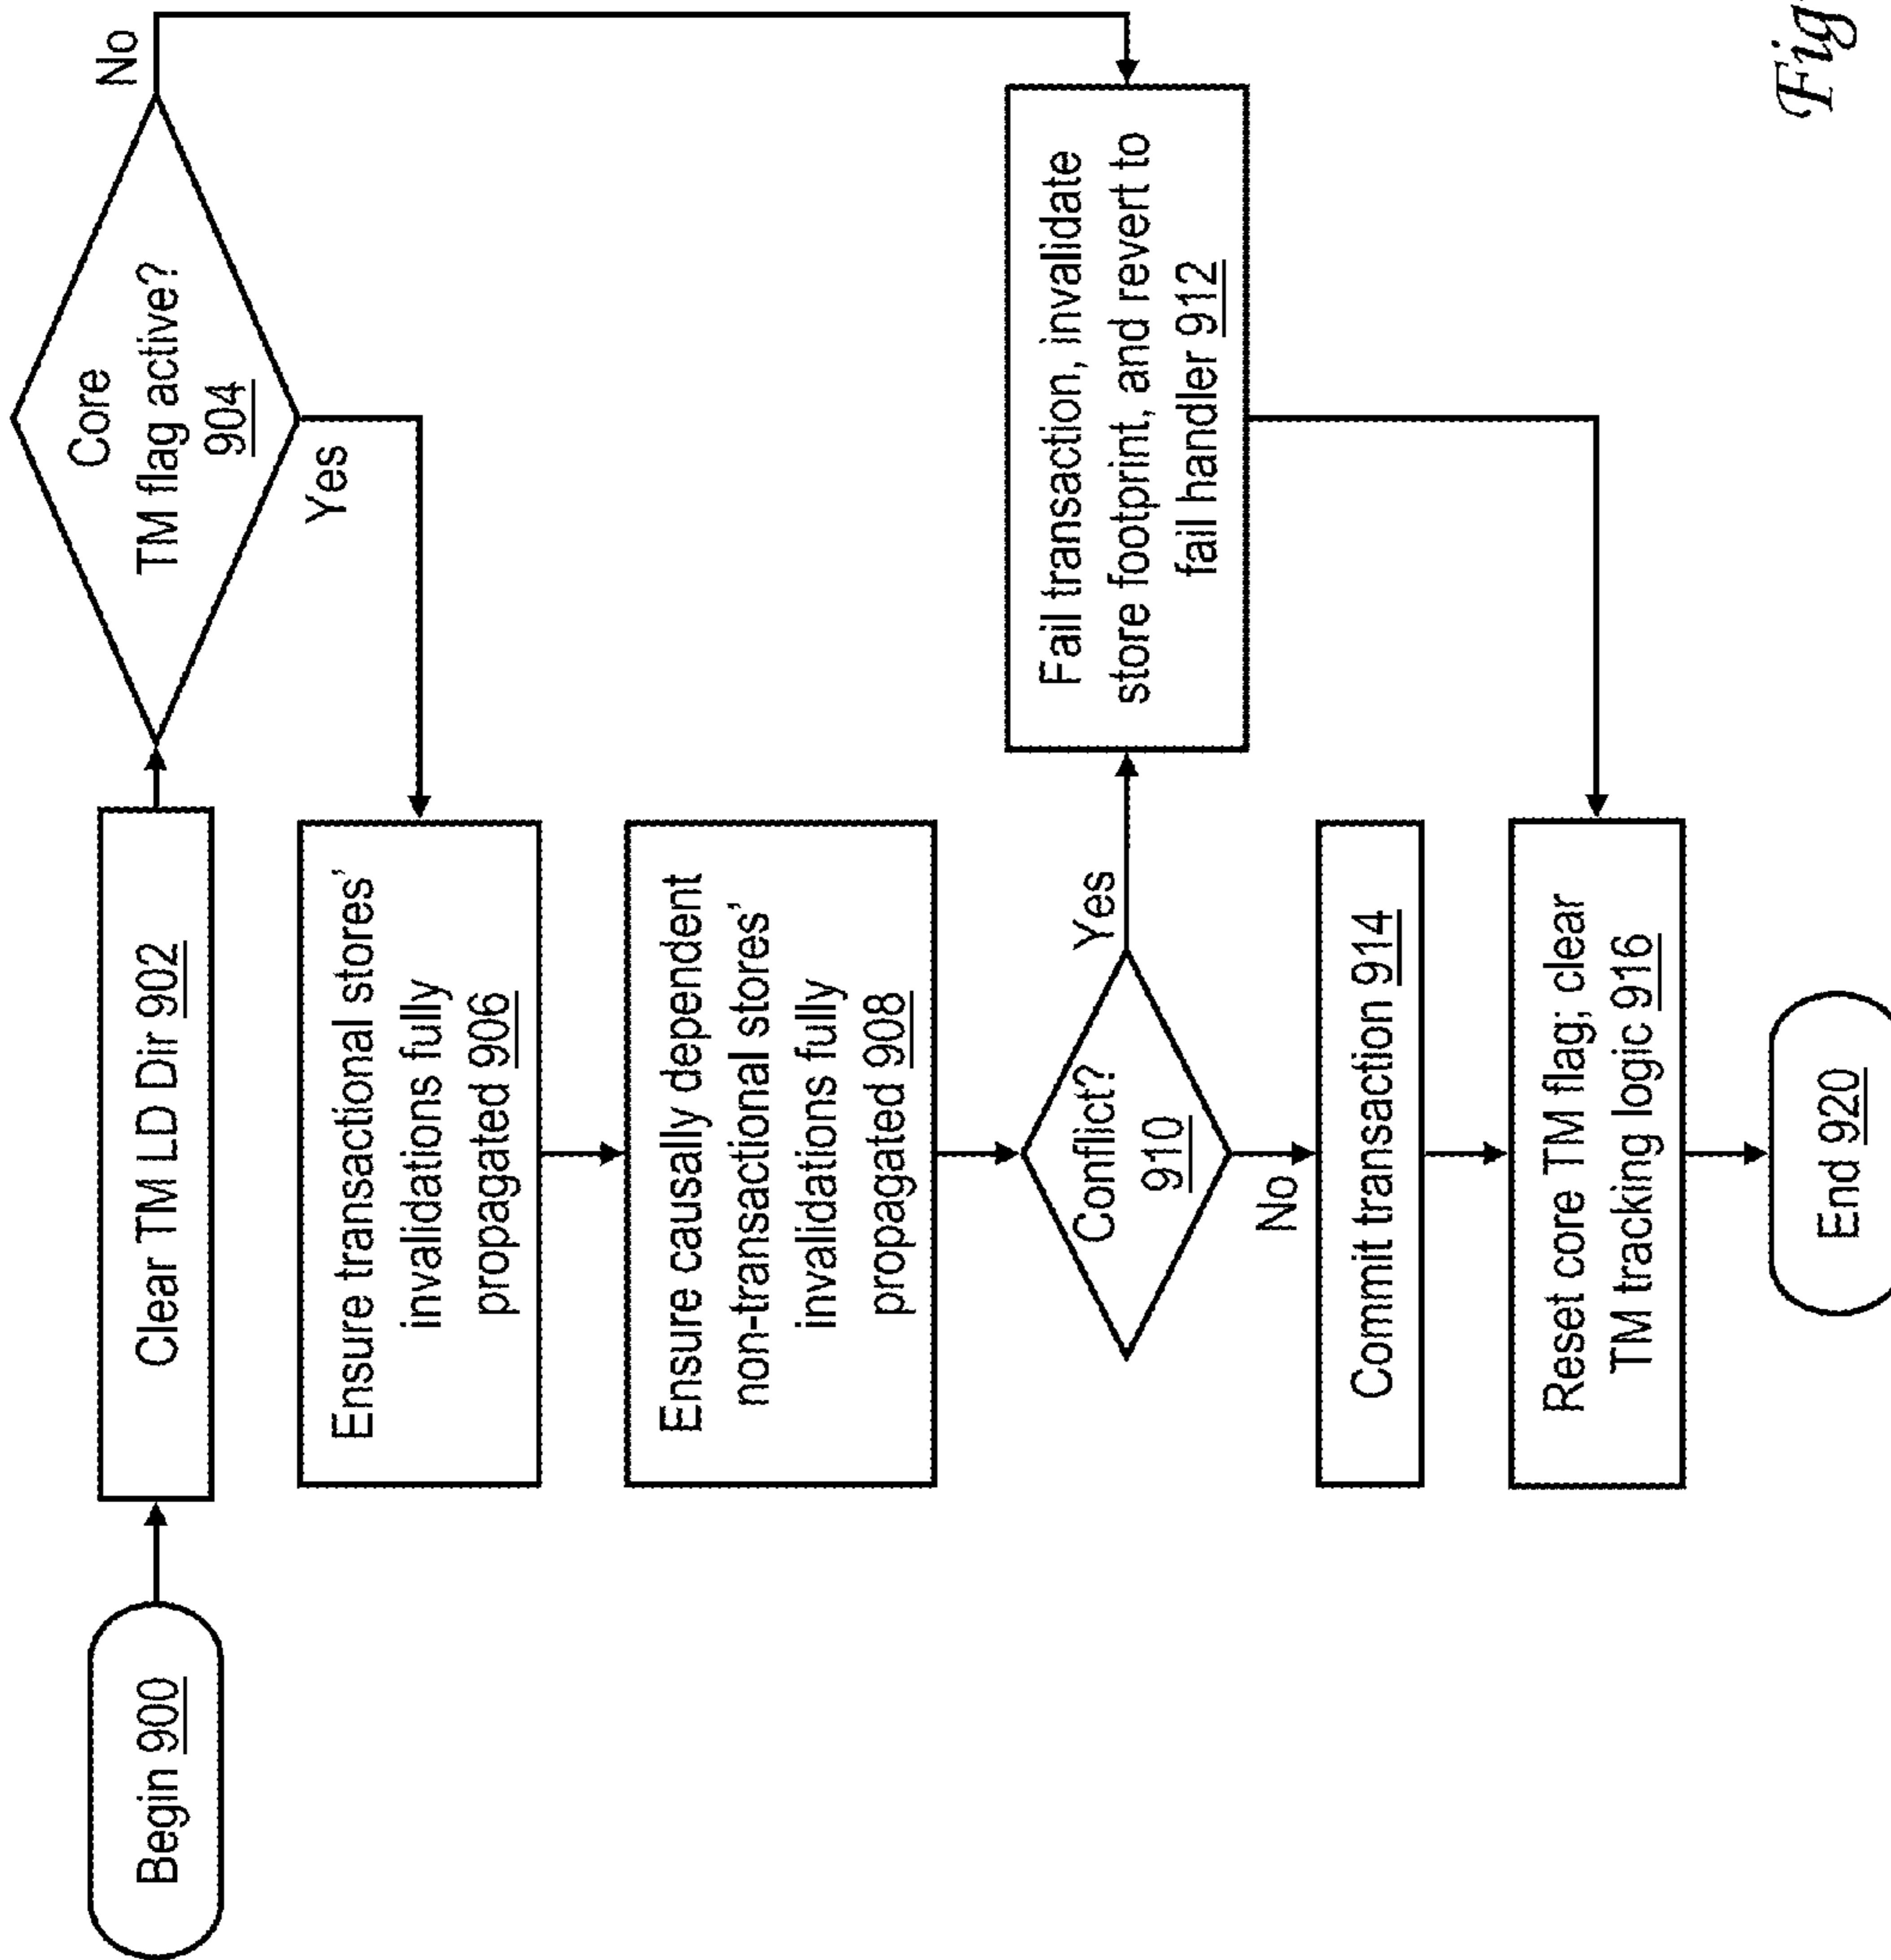 Begin 900
Clear TM LD Dir 902
Core
TM flag active?
904
No
Yes
Ensure transactional stores’
invalidations fully
propagated 906
Ensure causally dependent
non-transactional stores’
invalidations fully
propagated 908
Conflict?
910
Yes
No
Fail transaction, invalidate
store footprint, and revert to
fail handler 912
Commit transaction 914
Reset core TM flag; clear
TM tracking logic 916
End 920
Fig